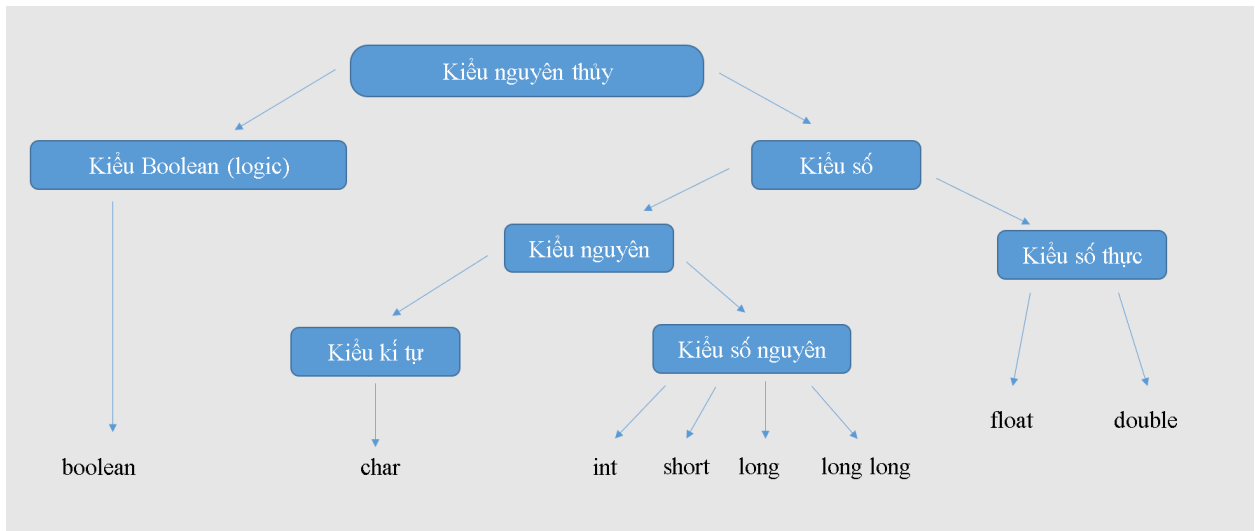 Kiểu nguyên thủy
Kiểu Boolean (logic)
Kiểu số
Kiểu nguyên
Kiểu số thực
Kiểu kí tự
Kiểu số nguyên
float
double
boolean
char
int
short
long
long long